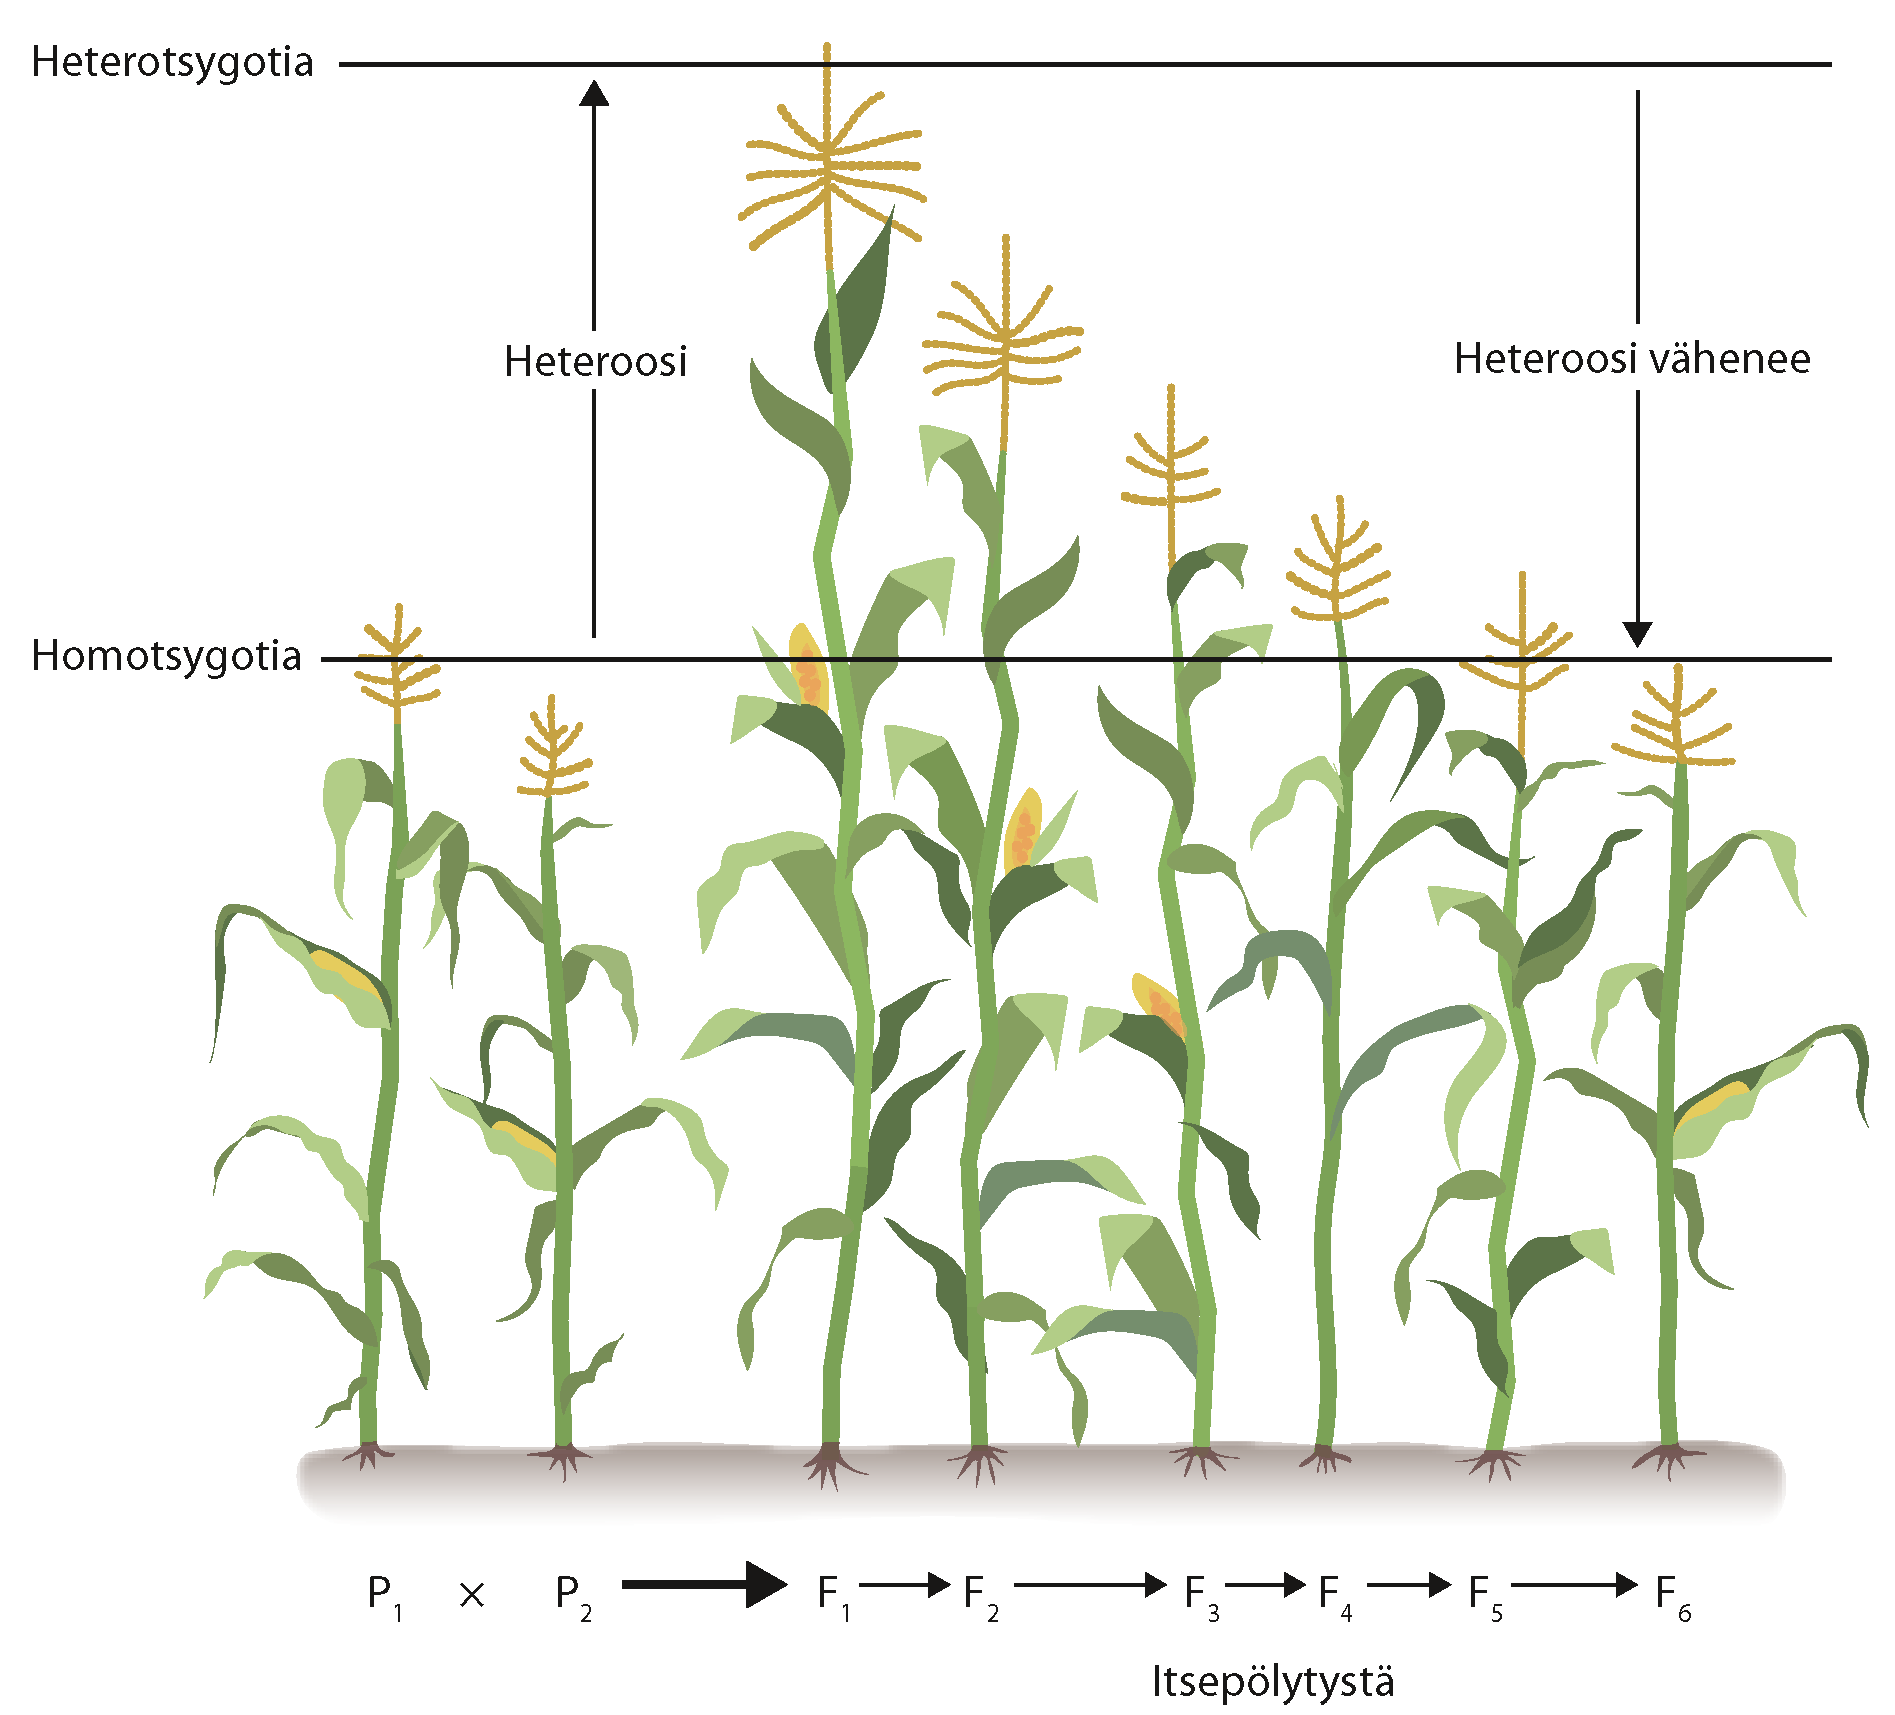 Heterotsygotia
Heteroosi
Heteroosi vähenee
Homotsygotia
P1 × P2 F1 F2 F3 F4 F5 F6
Itsepölytystä